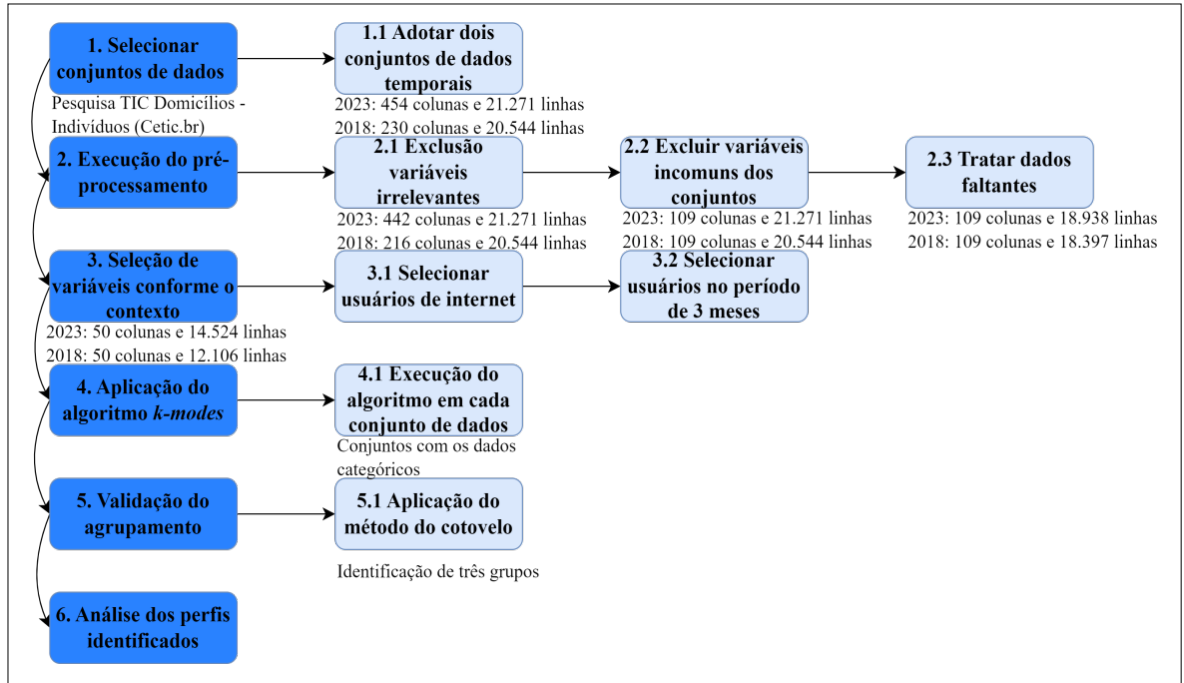 1. Selecionar
conjuntos de dados
Pesquisa TIC Domicílios -
Indivíduos (Cetic.br)
1.1 Adotar dois
conjuntos de dados
temporais
2023: 454 colunas e 21.271 linhas
2018: 230 colunas e 20.544 linhas
2. Execução do pré-
processamento
2.1 Exclusão
variáveis
irrelevantes
2023: 442 colunas e 21.271 linhas
2018: 216 colunas e 20.544 linhas
2.2 Excluir variáveis
incomuns dos
conjuntos
2023: 109 colunas e 21.271 linhas
2018: 109 colunas e 20.544 linhas
2.3 Tratar dados
faltantes
2023: 109 colunas e 18.938 linhas
2018: 109 colunas e 18.397 linhas
3. Seleção de
variáveis conforme o
contexto
2023: 50 colunas e 14.524 linhas
2018: 50 colunas e 12.106 linhas
3.1 Selecionar
usuários de internet
3.2 Selecionar
usuários no período
de 3 meses
4. Aplicação do
algoritmo k-modes
4.1 Execução do
algoritmo em cada
conjunto de dados
Conjuntos com os dados
categóricos
5. Validação do
agrupamento
5.1 Aplicação do
método do cotovelo
Identificação de três grupos
6. Análise dos perfis
identificados